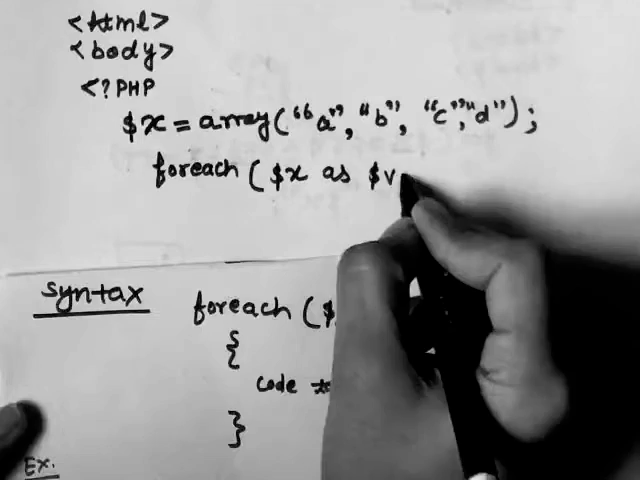 <html>
<body>
<?PHP
$x = array("a", "b", "c", "d");
foreach ($x as $v
syntax
foreach ($
{
code
}
Ex.